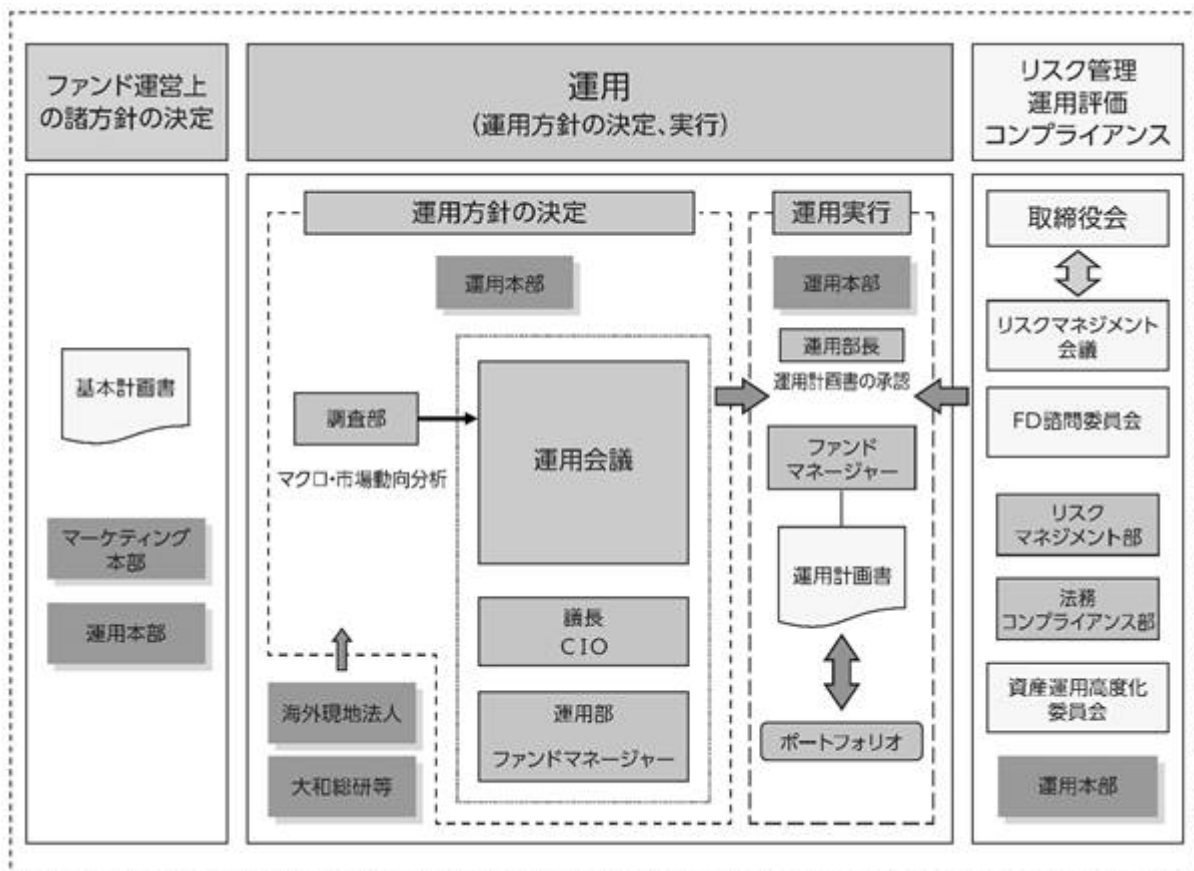 ファンド運営上
の諸方針の決定
運用
(運用方針の決定、実行)
リスク管理
運用評価
コンプライアンス
基本計画書
マーケティング
本部
運用本部
運用方針の決定
運用本部
調査部
マクロ・市場動向分析
運用会議
議長
CIO
運用部
ファンドマネージャー
海外現地法人
大和総研等
運用実行
運用本部
運用部長
運用計画書の承認
ファンド
マネージャー
運用計画書
ポートフォリオ
取締役会
リスクマネジメント
会議
FD諮問委員会
リスク
マネジメント部
法務
コンプライアンス部
資産運用高度化
委員会
運用本部